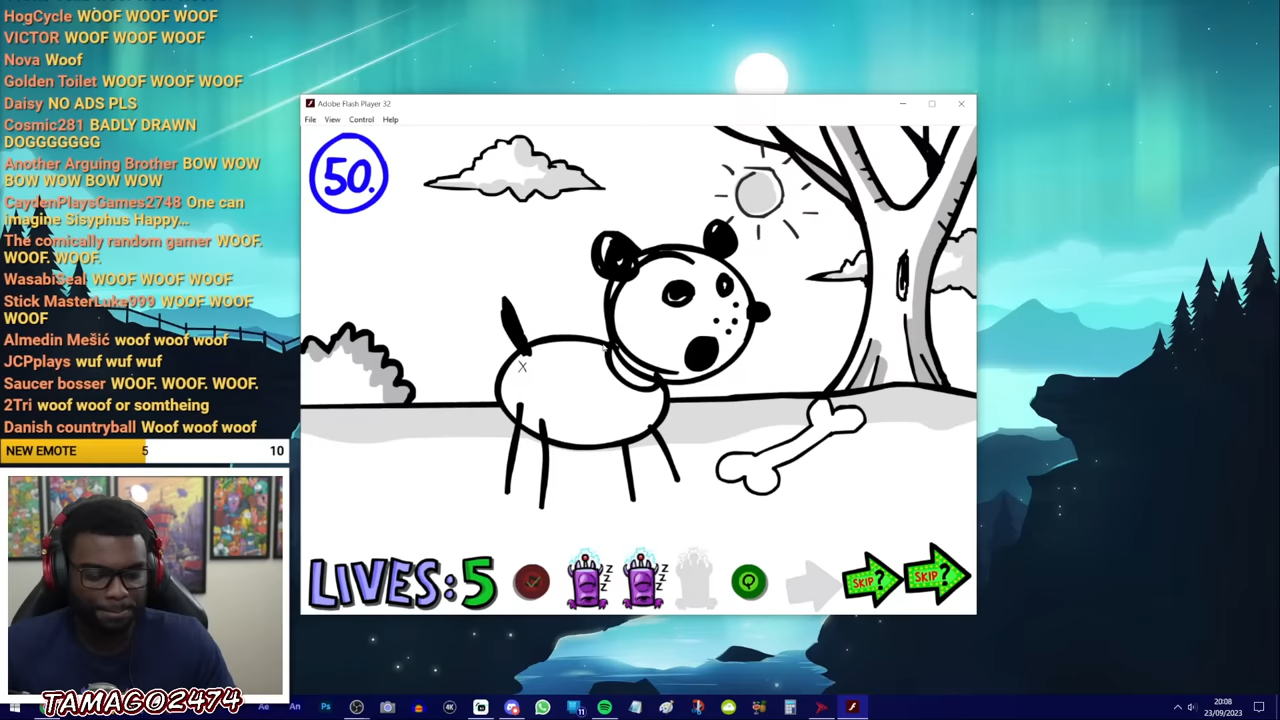 HogCycle WOOF WOOF WOOF
VICTOR WOOF WOOF WOOF
Nova Woof
Golden Toilet WOOF WOOF WOOF
Daisy NO ADS PLS
Cosmic281 BADLY DRAWN
DOGGGGGGG
Another Arguing Brother BOW WOW
BOW WOW BOW WOW
CaydenPlaysGames2748 One can
imagine Sisyphus Happy...
The comically random gamer WOOF.
WOOF. WOOF.
WasabiSeal WOOF WOOF WOOF
Stick MasterLuke999 WOOF WOOF
WOOF
Almedin Mešić woof woof woof
JCPplays wuf wuf wuf
Saucer bosser WOOF. WOOF. WOOF.
2Tri woof woof or somtheing
Danish countryball Woof woof woof
NEW EMOTE 5 10
Adobe Flash Player 32
File View Control Help
50.
X
LIVES:5
z z z
z z z
SKIP?
SKIP?
TAMAGO2474
Ae An Ps
4K
11
20:08
23/09/2023